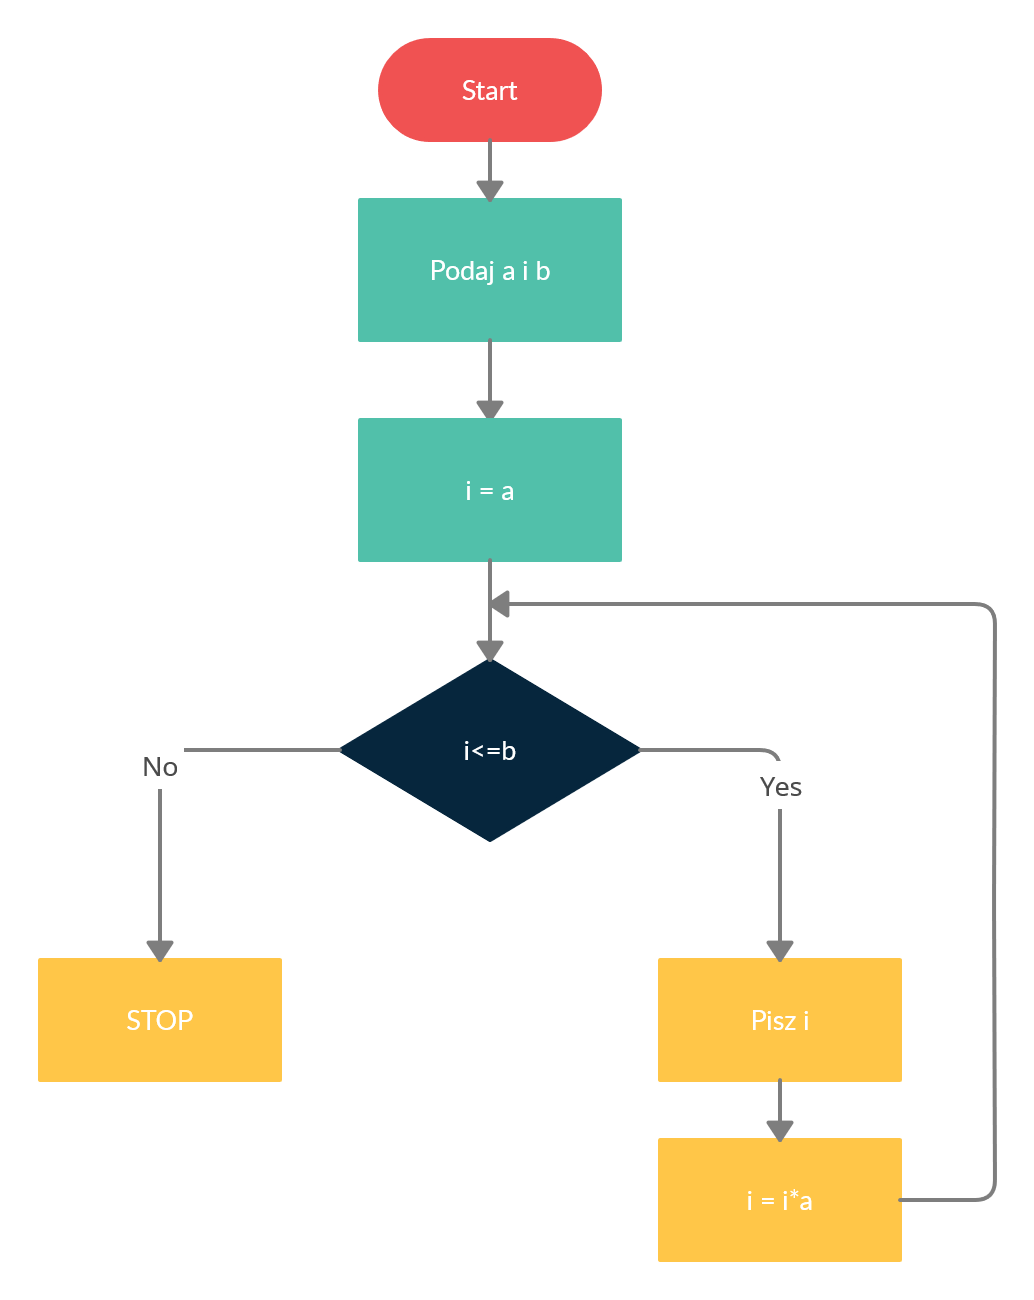 Start
Podaj a i b
i = a
i<=b
No
Yes
STOP
Pisz i
i = i*a